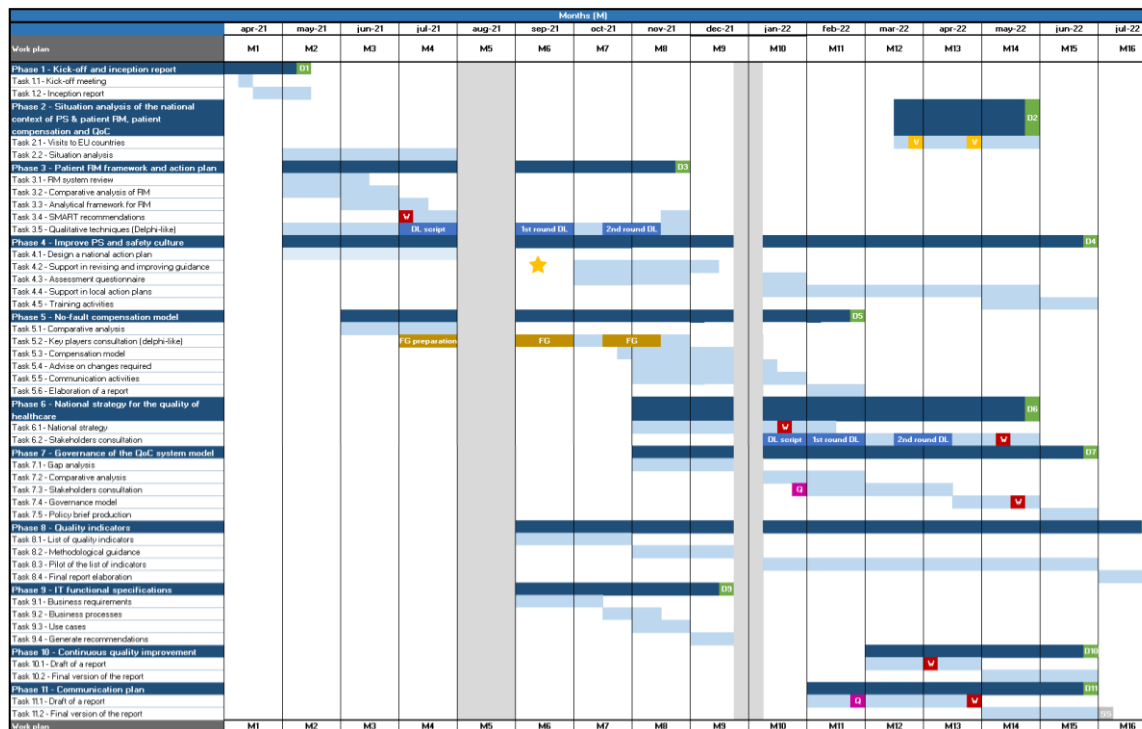 Months (M)
apr-21 may-21 jun-21 jul-21 aug-21 sep-21 oct-21 nov-21 dec-21 jan-22 feb-22 mar-22 apr-22 may-22 jun-22 jul-22
Work plan M1 M2 M3 M4 M5 M6 M7 M8 M9 M10 M11 M12 M13 M14 M15 M16
Phase 1 - Kick-off and inception report D1
Task 1.1 - Kick-off meeting
Task 1.2 - Inception report
Phase 2 - Situation analysis of the national
context of PS & patient RM, patient
compensation and QoC D2
Task 2.1 - Visits to EU countries V V
Task 2.2 - Situation analysis
Phase 3 - Patient RM framework and action plan D3
Task 3.1 - RM system review
Task 3.2 - Comparative analysis of RM
Task 3.3 - Analytical framework for RM
Task 3.4 - SMART recommendations W
Task 3.5 - Qualitative techniques (Delphi-like) DL script 1st round DL 2nd round DL
Phase 4 - Improve PS and safety culture D4
Task 4.1 - Design a national action plan
Task 4.2 - Support in revising and improving guidance
Task 4.3 - Assessment questionnaire
Task 4.4 - Support in local action plans
Task 4.5 - Training activities
Phase 5 - No-fault compensation model D5
Task 5.1 - Comparative analysis
Task 5.2 - Key players consultation (delphi-like) FG preparation FG FG
Task 5.3 - Compensation model
Task 5.4 - Advise on changes required
Task 5.5 - Communication activities
Task 5.6 - Elaboration of a report
Phase 6 - National strategy for the quality of
healthcare D6
Task 6.1 - National strategy W
Task 6.2 - Stakeholders consultation DL script 1st round DL 2nd round DL W
Phase 7 - Governance of the QoC system model D7
Task 7.1 - Gap analysis
Task 7.2 - Comparative analysis
Task 7.3 - Stakeholders consultation Q
Task 7.4 - Governance model W
Task 7.5 - Policy brief production
Phase 8 - Quality indicators
Task 8.1 - List of quality indicators
Task 8.2 - Methodological guidance
Task 8.3 - Pilot of the list of indicators
Task 8.4 - Final report elaboration
Phase 9 - IT functional specifications D9
Task 9.1 - Business requirements
Task 9.2 - Business processes
Task 9.3 - Use cases
Task 9.4 - Generate recommendations
Phase 10 - Continuous quality improvement D10
Task 10.1 - Draft of a report W
Task 10.2 - Final version of the report
Phase 11 - Communication plan D11
Task 11.1 - Draft of a report Q W
Task 11.2 - Final version of the report SS
Work plan M1 M2 M3 M4 M5 M6 M7 M8 M9 M10 M11 M12 M13 M14 M15 M16